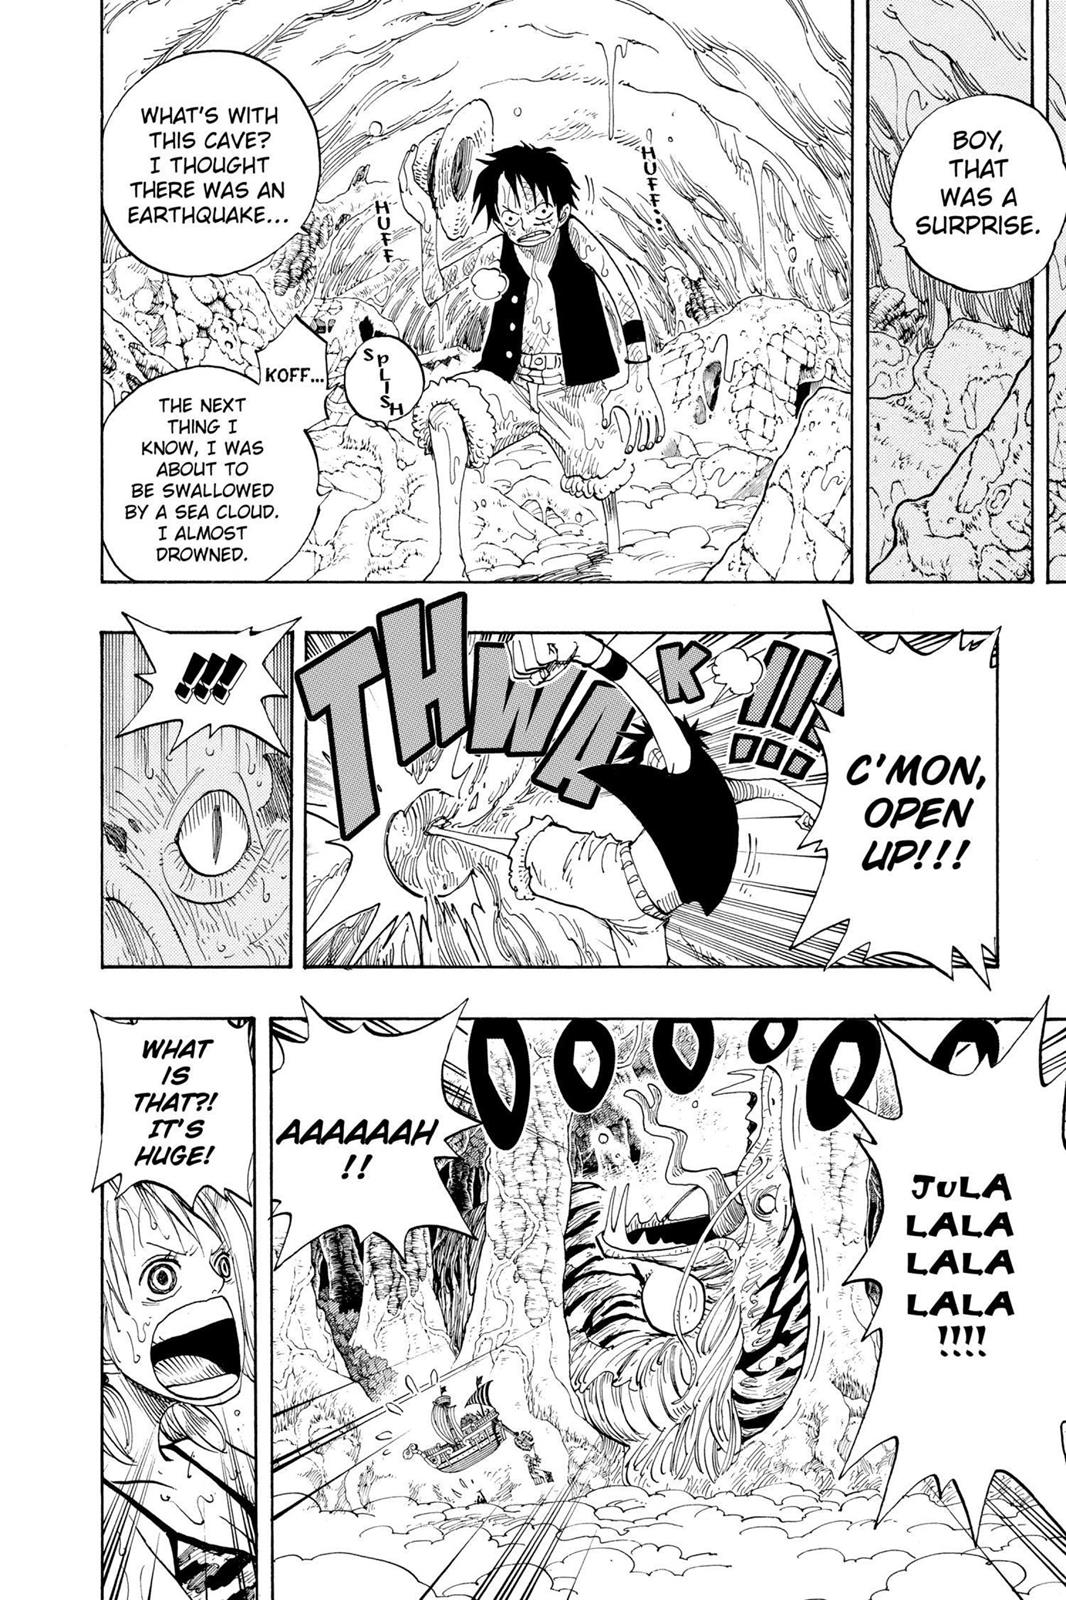 BOY,
THAT
WAS A
SURPRISE.
WHAT'S WITH
THIS CAVE?
I THOUGHT
THERE WAS AN
EARTHQUAKE...
HUFF..
HUFF
SPLISH
KOFF...
THE NEXT
THING I
KNOW, I WAS
ABOUT TO
BE SWALLOWED
BY A SEA CLOUD.
I ALMOST
DROWNED.
C'MON,
OPEN
UP!!!
THWAK!!!
!!!!
JULA
LALA
LALA
LALA
!!!!
OOOOOO
AAAAAAH
!!
WHAT
IS
THAT?!
IT'S
HUGE!